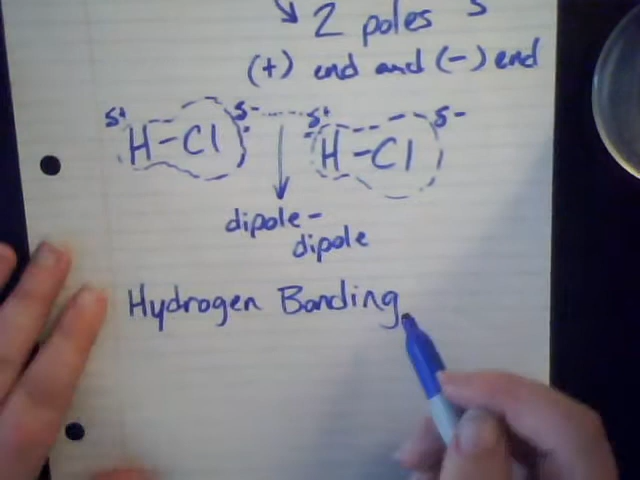 2 poles
(+) end and (-) end
δ+ δ- δ+ δ-
H-Cl H-Cl
dipole-
dipole
Hydrogen Bonding